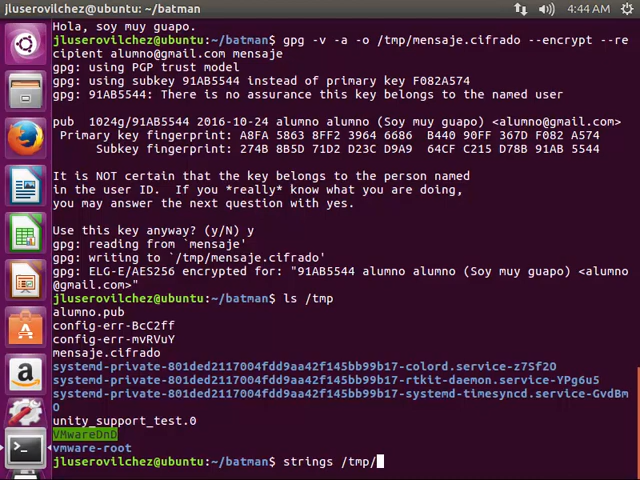 jluserovilchez@ubuntu: ~/batman
4:44 AM
Hola, soy muy guapo.
jluserovilchez@ubuntu:~/batman$ gpg -v -a -o /tmp/mensaje.cifrado --encrypt --re
cipient alumno@gmail.com mensaje
gpg: using PGP trust model
gpg: using subkey 91AB5544 instead of primary key F082A574
gpg: 91AB5544: There is no assurance this key belongs to the named user
pub  1024g/91AB5544 2016-10-24 alumno alumno (Soy muy guapo) <alumno@gmail.com>
 Primary key fingerprint: A8FA 5863 8FF2 3964 6686  B440 90FF 367D F082 A574
      Subkey fingerprint: 274B 8B5D 71D2 D23C D9A9  64CF C215 D78B 91AB 5544
It is NOT certain that the key belongs to the person named
in the user ID.  If you *really* know what you are doing,
you may answer the next question with yes.
Use this key anyway? (y/N) y
gpg: reading from `mensaje'
gpg: writing to `/tmp/mensaje.cifrado'
gpg: ELG-E/AES256 encrypted for: "91AB5544 alumno alumno (Soy muy guapo) <alumno
@gmail.com>"
jluserovilchez@ubuntu:~/batman$ ls /tmp
alumno.pub
config-err-BcC2ff
config-err-mvRVuY
mensaje.cifrado
systemd-private-801ded2117004fdd9aa42f145bb99b17-colord.service-z7Sf2O
systemd-private-801ded2117004fdd9aa42f145bb99b17-rtkit-daemon.service-YPg6u5
systemd-private-801ded2117004fdd9aa42f145bb99b17-systemd-timesyncd.service-GvdBm
O
unity_support_test.0
VMwareDnD
vmware-root
jluserovilchez@ubuntu:~/batman$ strings /tmp/